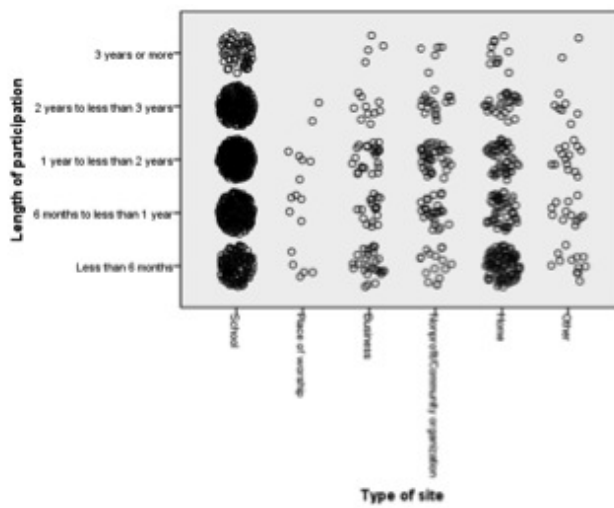 Length of participation
3 years or more
2 years to less than 3 years
1 year to less than 2 years
6 months to less than 1 year
Less than 6 months
School
Place of worship
Business
Nonprofit/Community organization
Home
Other
Type of site